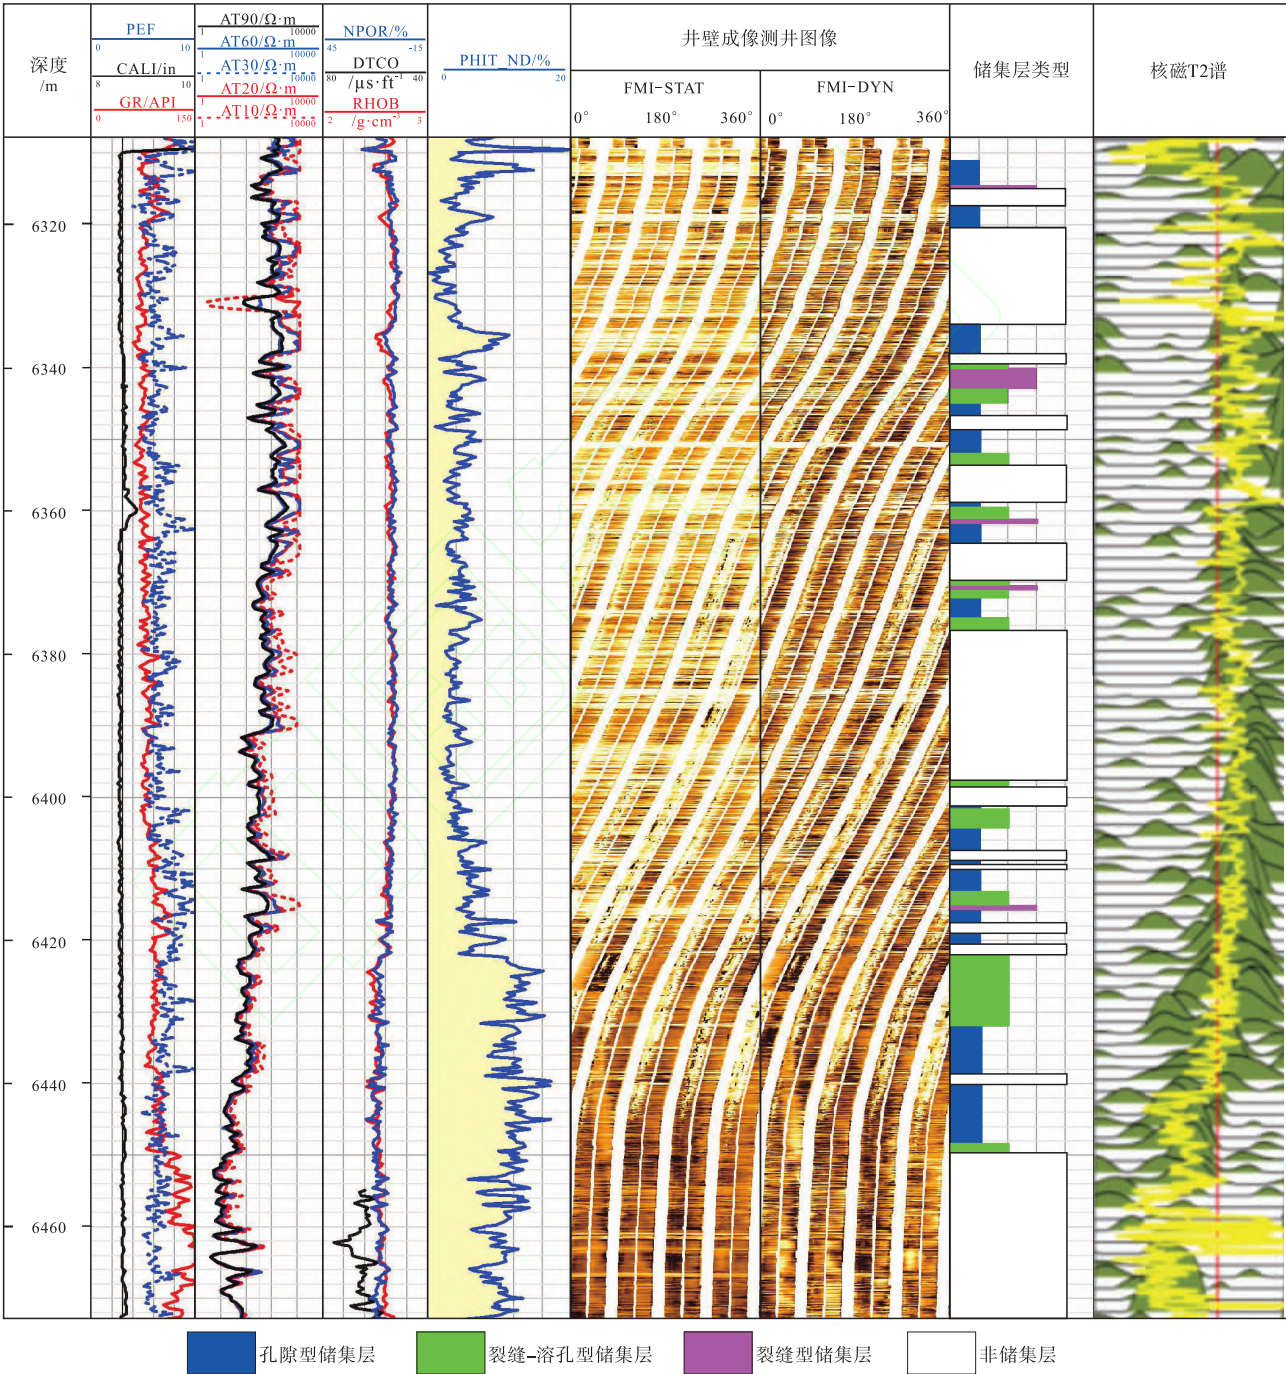 深度
/m
PEF
0 10
CALI/in
8 10
GR/API
0 150
AT90/Ω·m
1 10000
AT60/Ω·m
1 10000
AT30/Ω·m
1 10000
AT20/Ω·m
1 10000
AT10/Ω·m
1 10000
NPOR/%
45 -15
DTCO
80 /μs·ft⁻¹ 40
RHOB
2 /g·cm⁻³ 3
PHIT_ND/%
0 20
井壁成像测井图像
FMI-STAT
0° 180° 360°
FMI-DYN
0° 180° 360°
储集层类型
核磁T2谱
6320
6340
6360
6380
6400
6420
6440
6460
孔隙型储集层
裂缝-溶孔型储集层
裂缝型储集层
非储集层